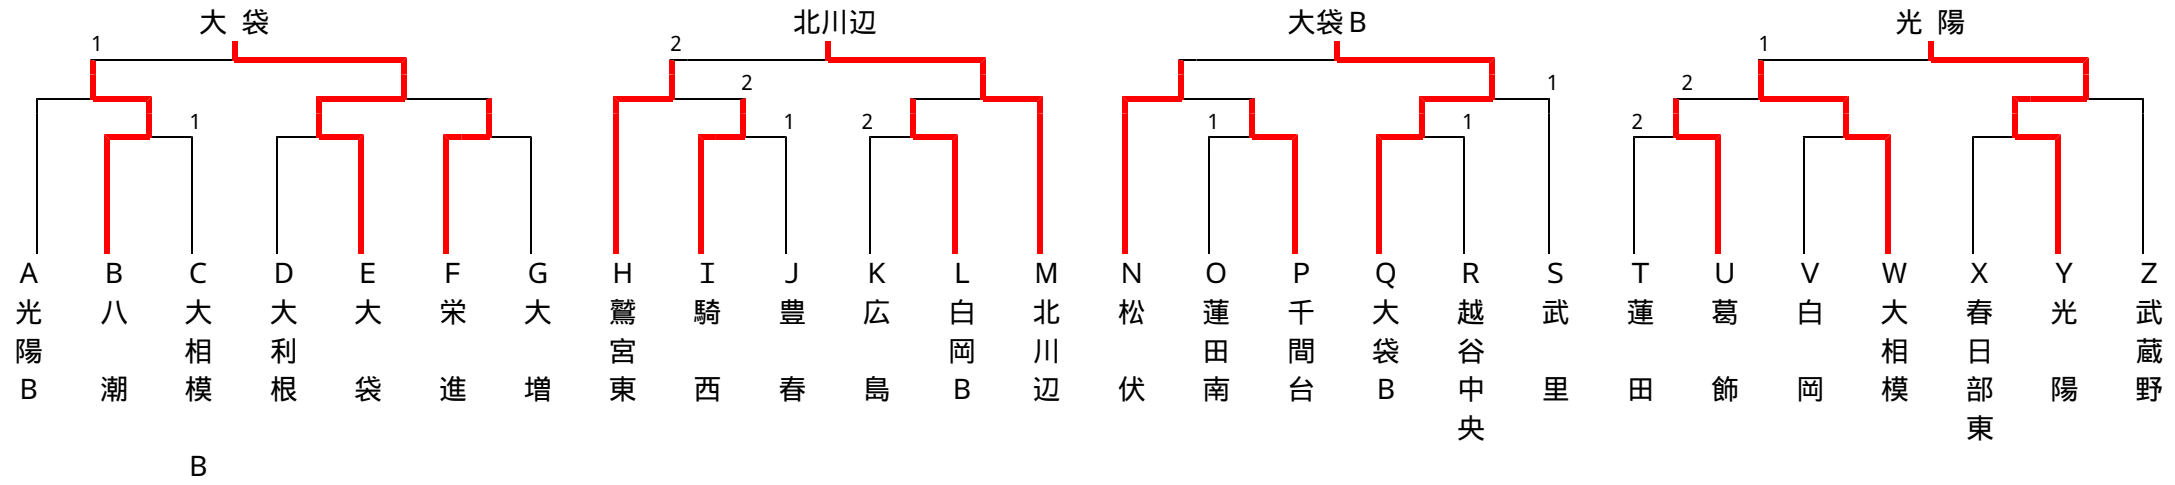 大 袋
北川辺
大袋B
光 陽
1
2
1
2
1
2
1
2
1
1
1
2
2
1
A 光陽B
B 八潮
C 大相模B
D 大利根
E 大袋
F 栄進
G 大増
H 鷲宮東
I 騎西
J 豊春
K 広島
L 白岡B
M 北川辺
N 松伏
O 蓮田南
P 千間台
Q 大袋B
R 越谷中央
S 武里
T 蓮田
U 葛飾
V 白岡
W 大相模
X 春日部東
Y 光陽
Z 武蔵野